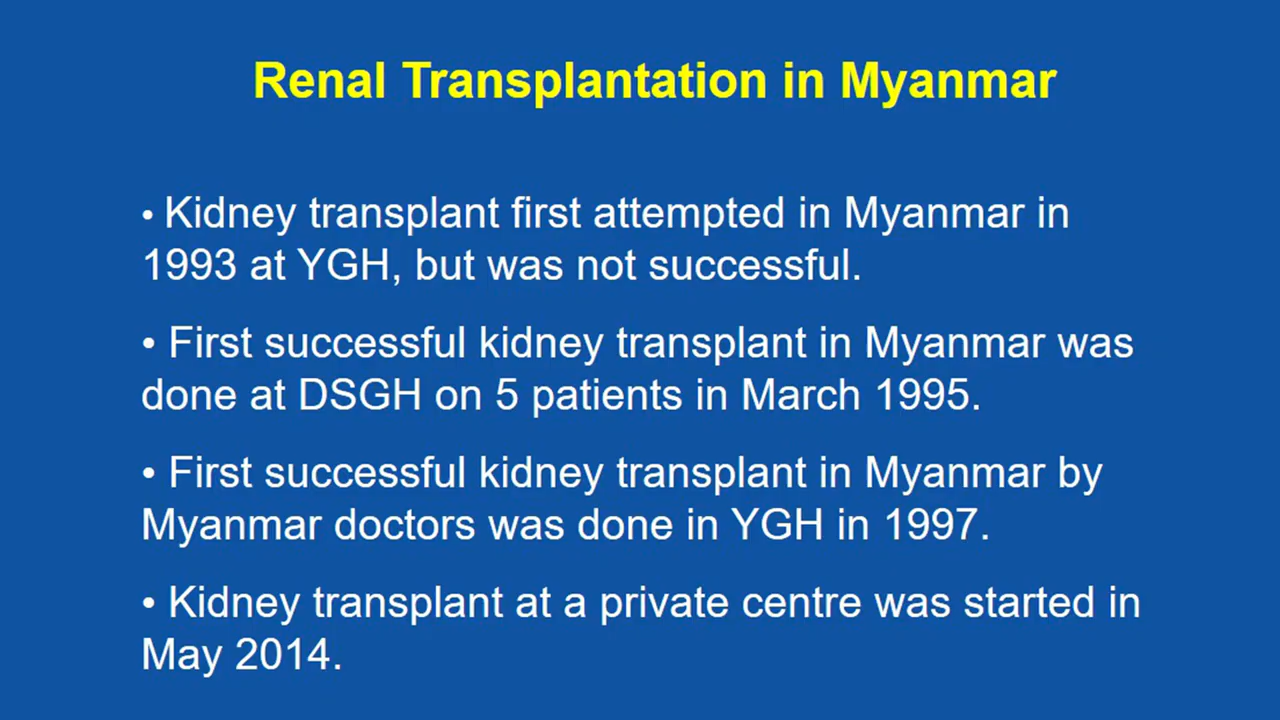 Renal Transplantation in Myanmar
• Kidney transplant first attempted in Myanmar in
1993 at YGH, but was not successful.
• First successful kidney transplant in Myanmar was
done at DSGH on 5 patients in March 1995.
• First successful kidney transplant in Myanmar by
Myanmar doctors was done in YGH in 1997.
• Kidney transplant at a private centre was started in
May 2014.